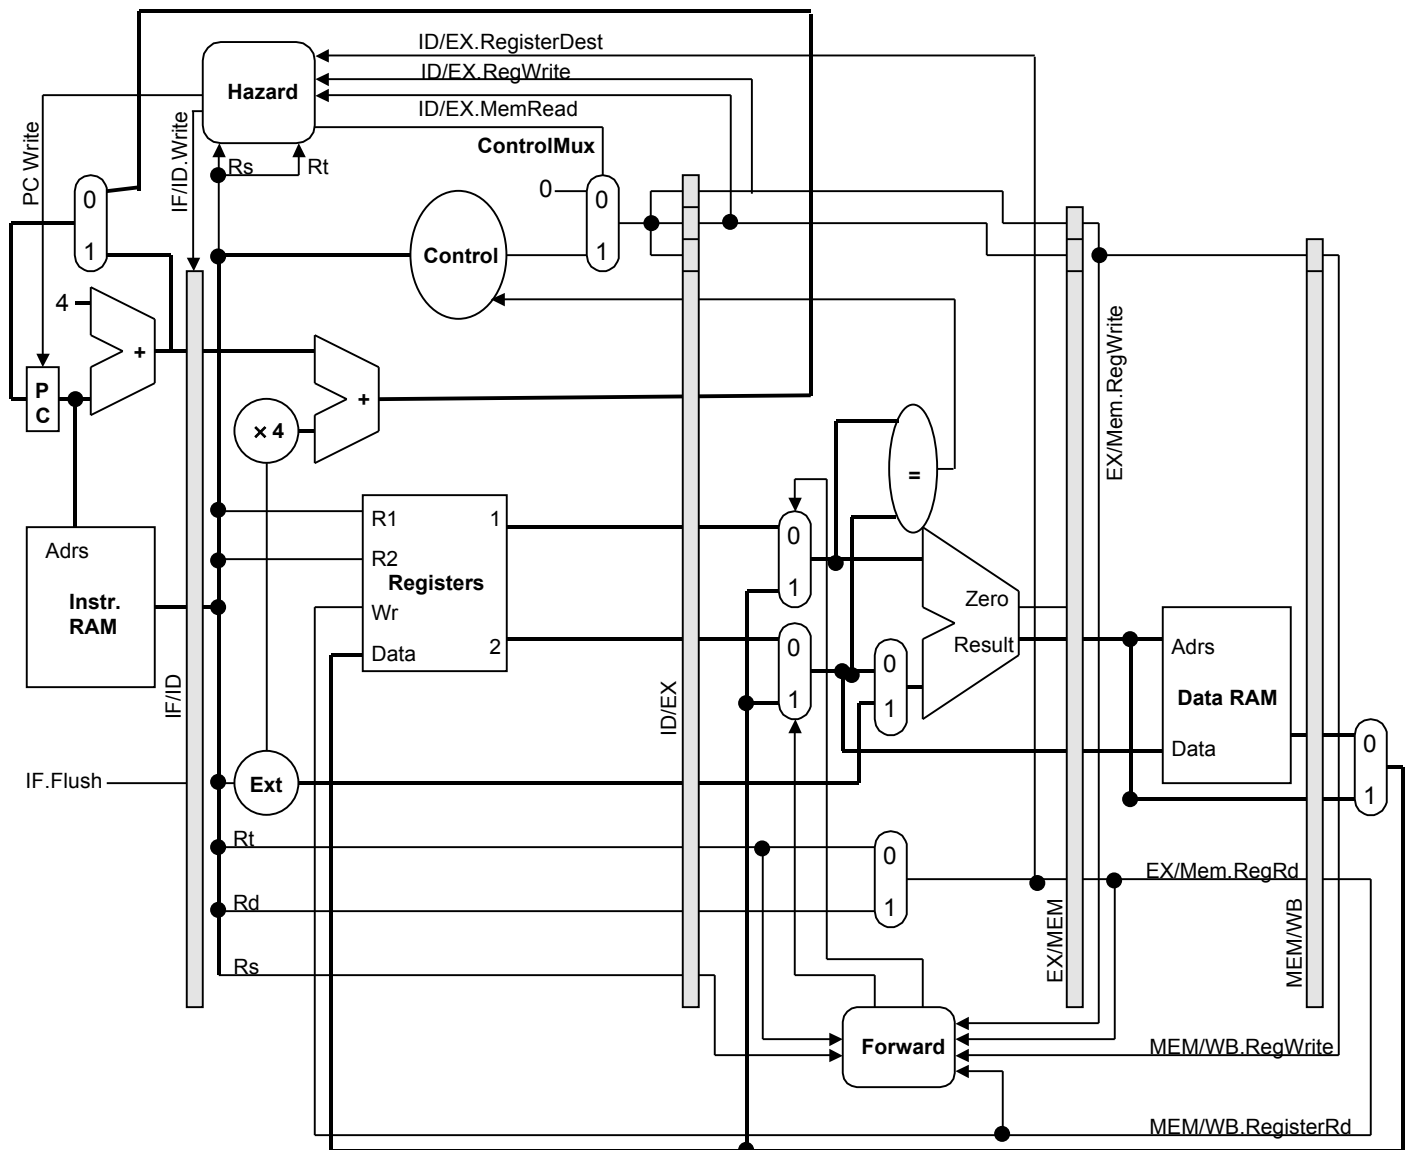 ID/EX.RegisterDest
ID/EX.RegWrite
Hazard
ID/EX.MemRead
ControlMux
PC Write
IF/ID.Write
Rs
Rt
0
0
0
1
1
Control
4
+
EX/Mem.RegWrite
P
C
+
× 4
=
R1
1
0
Adrs
R2
Registers
1
Instr.
RAM
Wr
Zero
Data
2
0
Result
0
Adrs
IF/ID
ID/EX
1
1
Data RAM
Data
0
1
IF.Flush
Ext
Rt
0
EX/Mem.RegRd
Rd
1
Rs
EX/MEM
MEM/WB
Forward
MEM/WB.RegWrite
MEM/WB.RegisterRd